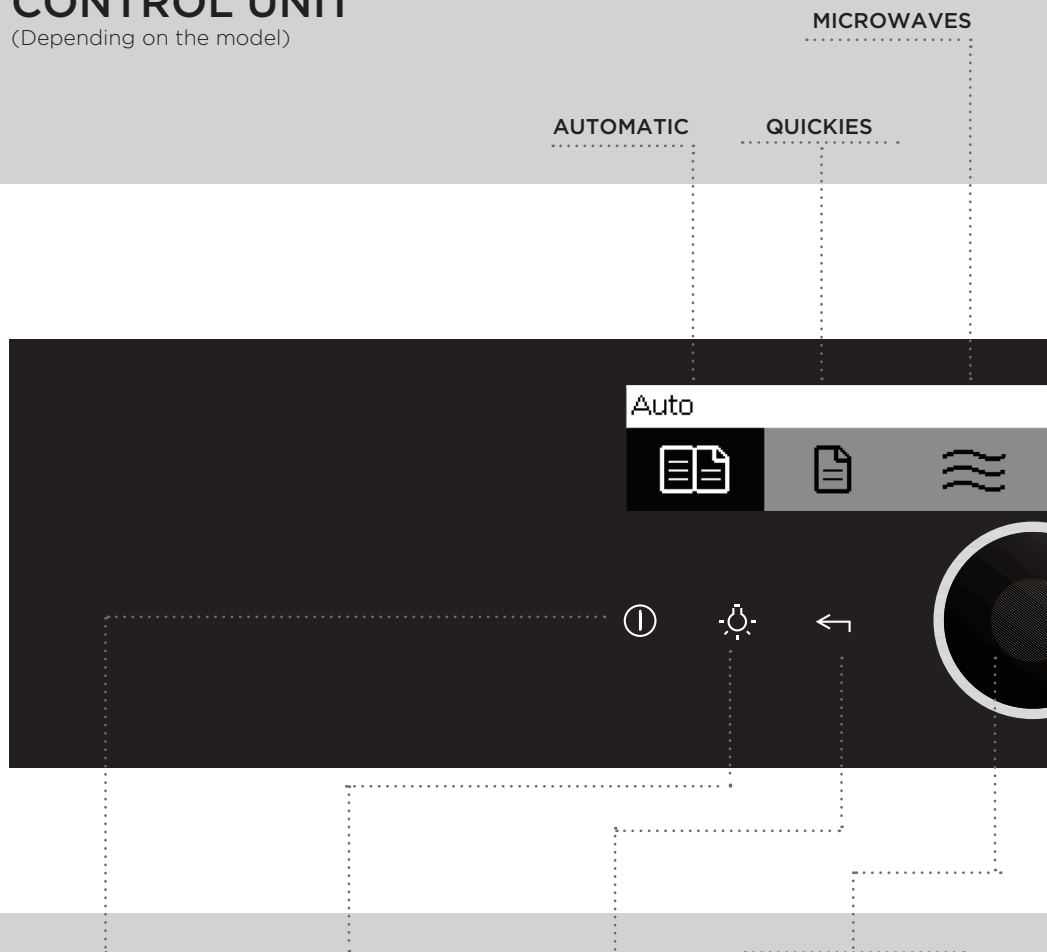 CONTROL UNIT
(Depending on the model)
MICROWAVES
AUTOMATIC
QUICKIES
Auto